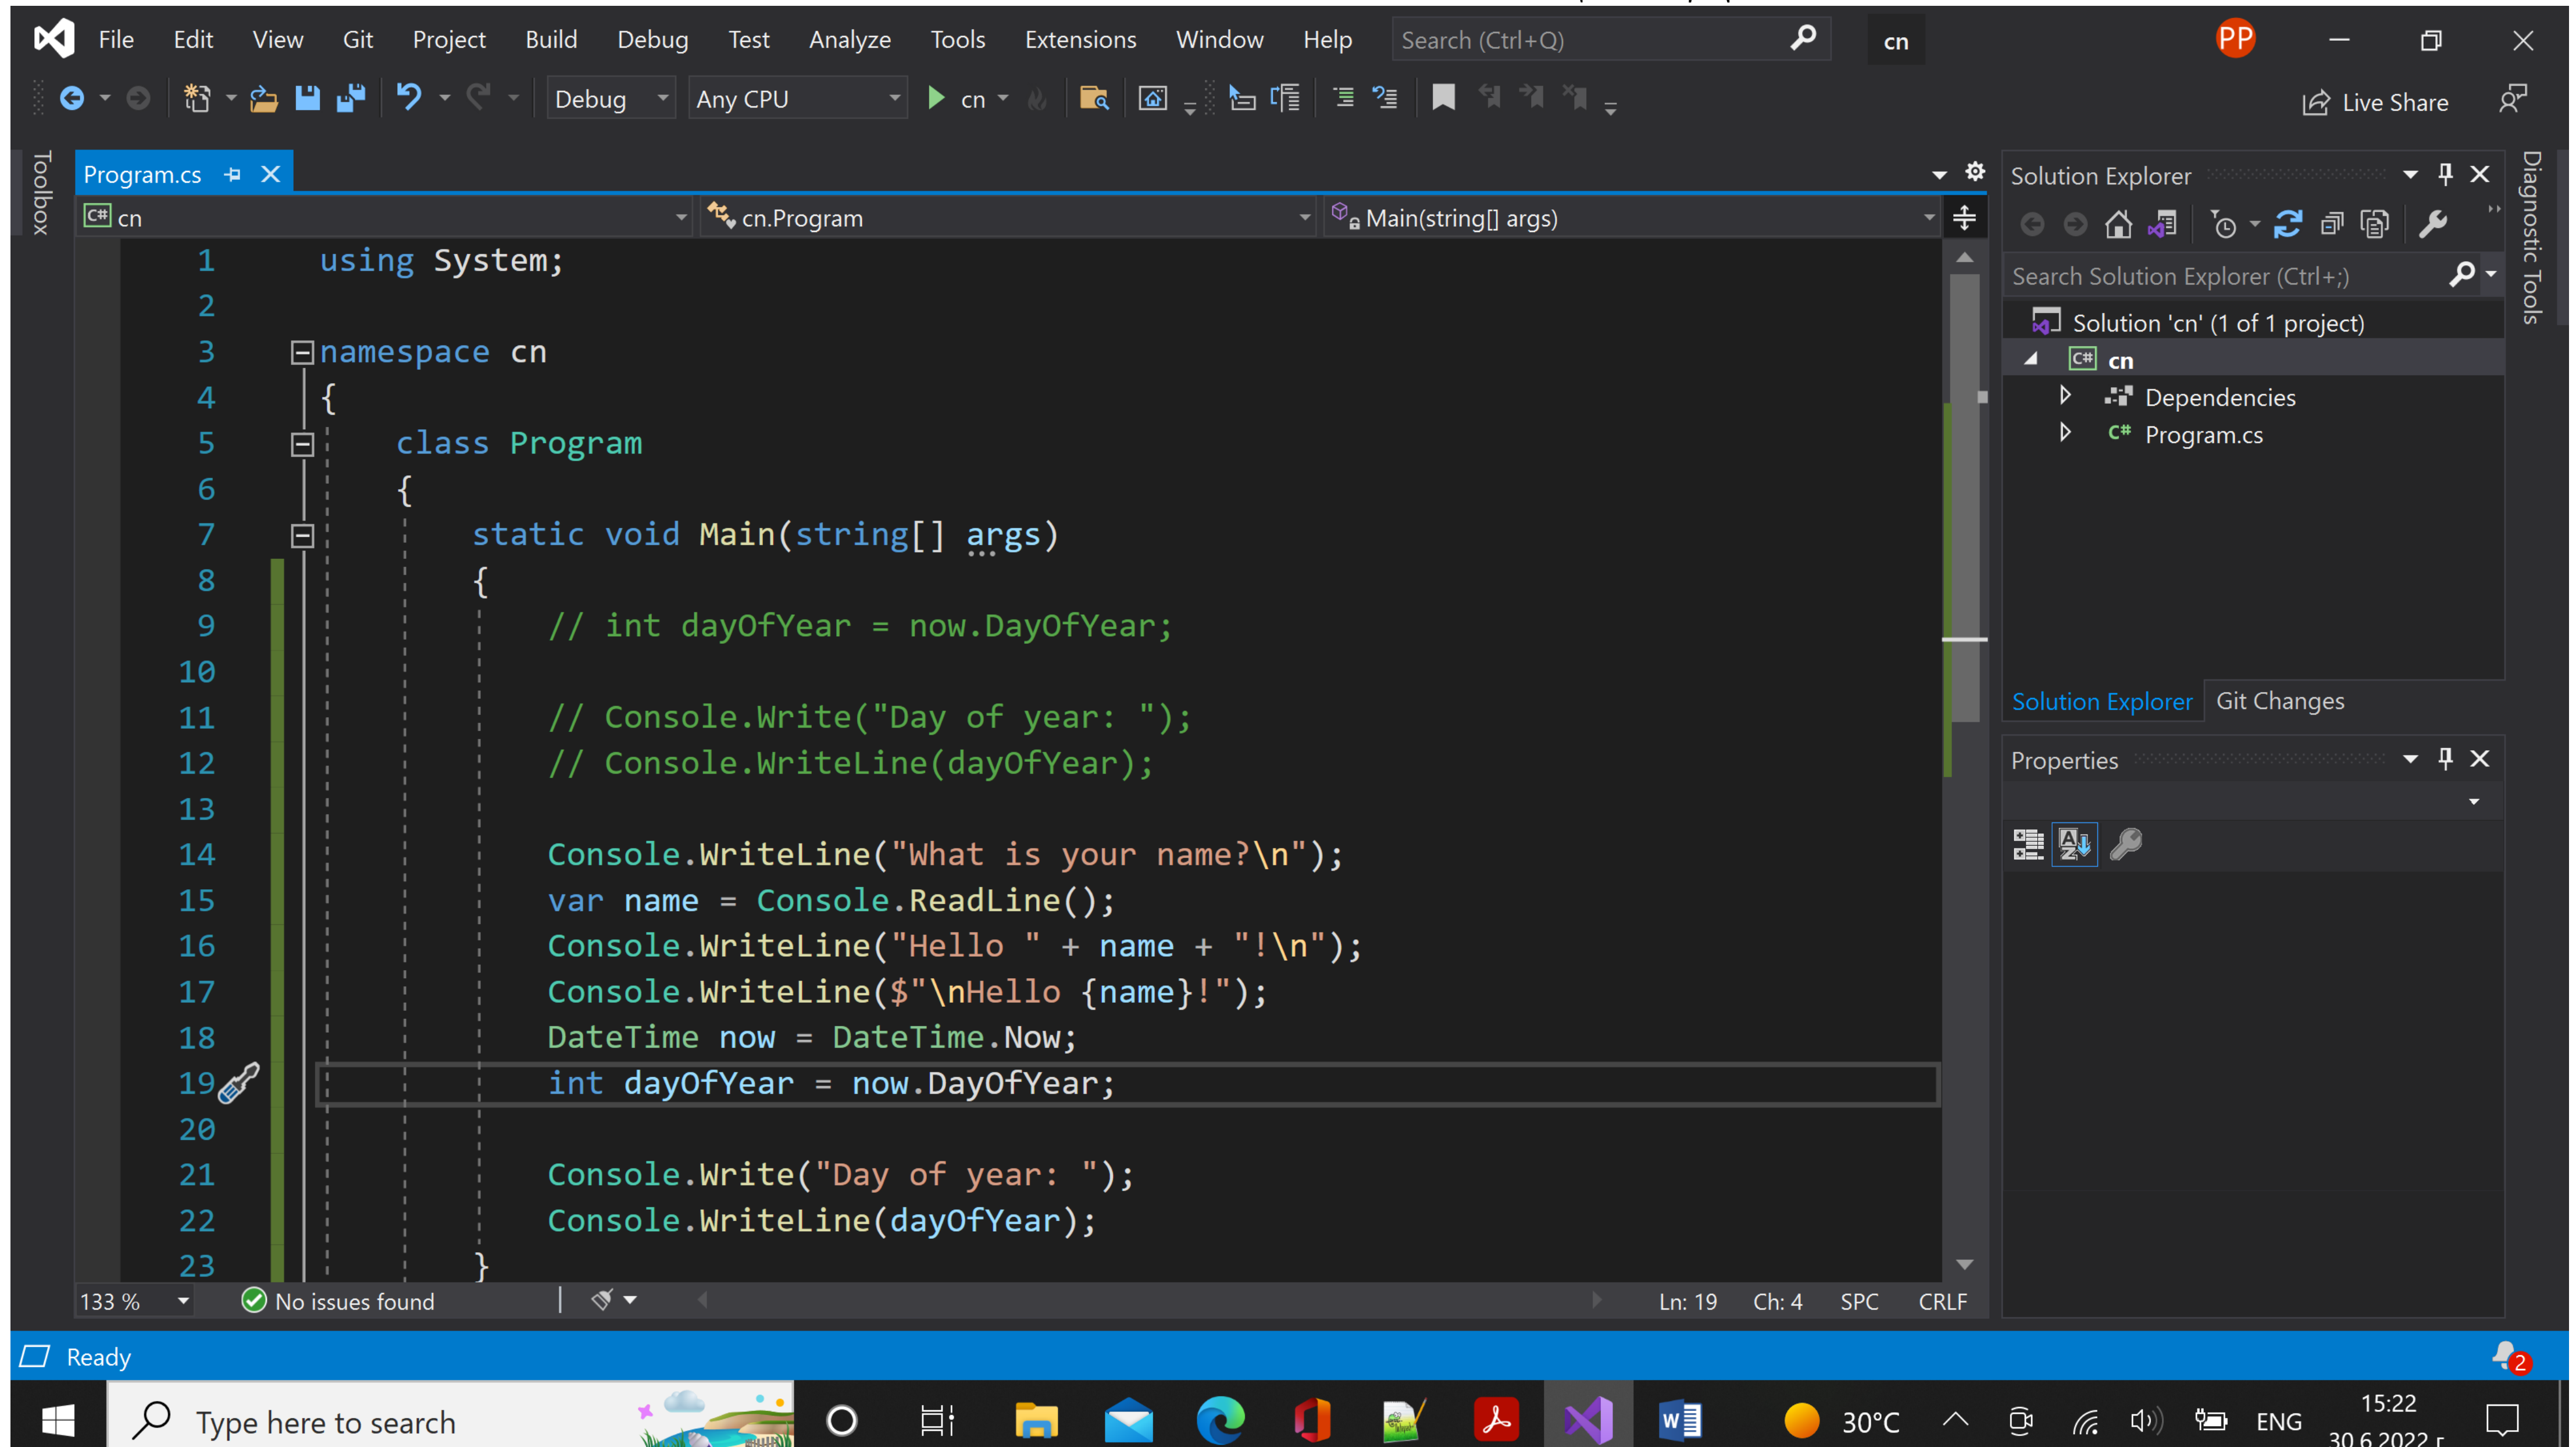 File Edit View Git Project Build Debug Test Analyze Tools Extensions Window Help Search (Ctrl+Q) cn PP
Debug Any CPU cn Live Share
Toolbox
Program.cs
cn cn.Program Main(string[] args)
1 using System;
2
3 namespace cn
4 {
5 class Program
6 {
7 static void Main(string[] args)
8 {
9 // int dayOfYear = now.DayOfYear;
10
11 // Console.Write("Day of year: ");
12 // Console.WriteLine(dayOfYear);
13
14 Console.WriteLine("What is your name?\n");
15 var name = Console.ReadLine();
16 Console.WriteLine("Hello " + name + "!\n");
17 Console.WriteLine($"\nHello {name}!");
18 DateTime now = DateTime.Now;
19 int dayOfYear = now.DayOfYear;
20
21 Console.Write("Day of year: ");
22 Console.WriteLine(dayOfYear);
23 }
133 % No issues found Ln: 19 Ch: 4 SPC CRLF
Solution Explorer
Search Solution Explorer (Ctrl+;)
Solution 'cn' (1 of 1 project)
C# cn
Dependencies
C# Program.cs
Solution Explorer Git Changes
Properties
Diagnostic Tools
Ready 2
Type here to search 30°C ENG 15:22
30.6.2022 г.